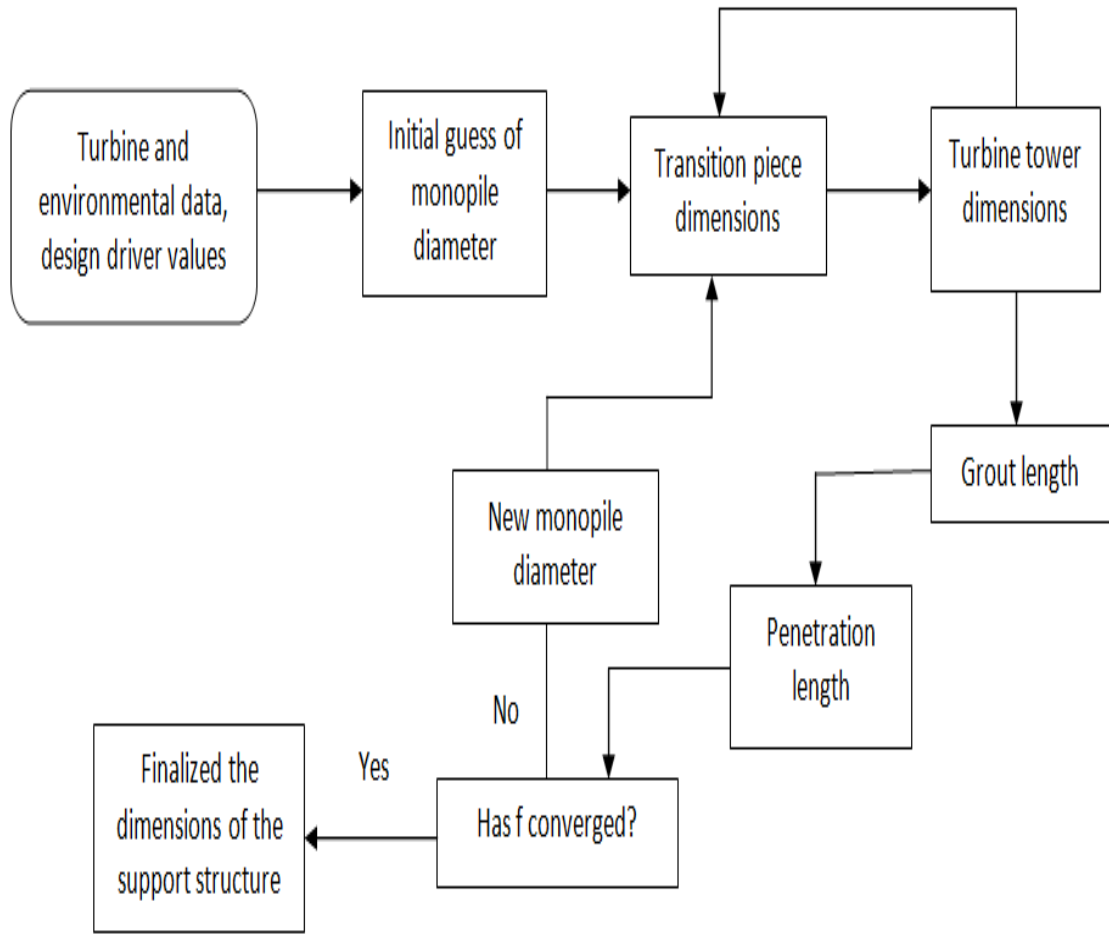 Turbine and
environmental data,
design driver values
Initial guess of
monopile
diameter
Transition piece
dimensions
Turbine tower
dimensions
Grout length
Penetration
length
Has f converged?
No
New monopile
diameter
Yes
Finalized the
dimensions of the
support structure